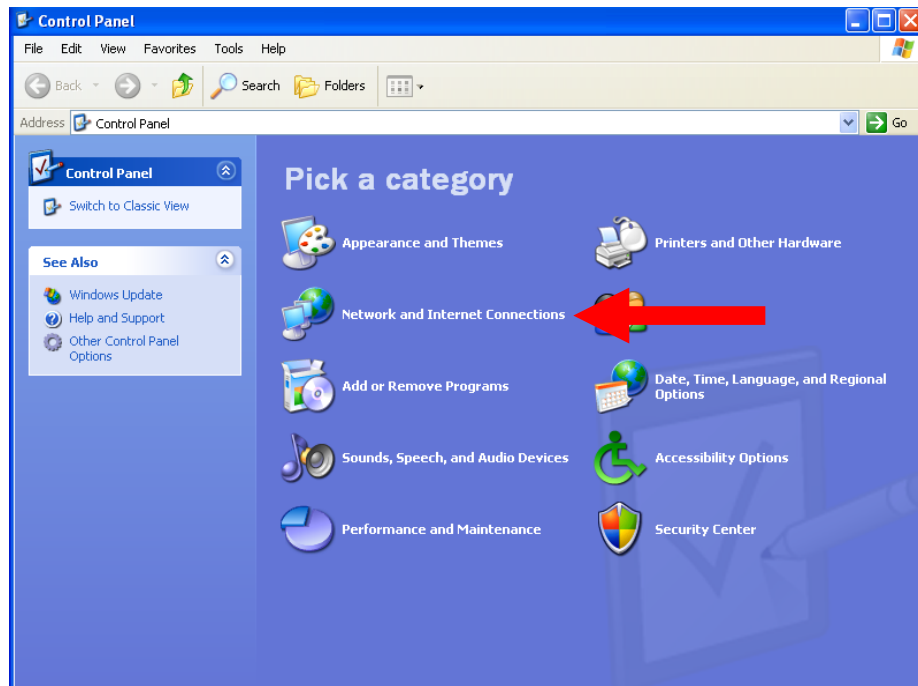 Control Panel
File Edit View Favorites Tools Help
Back Search Folders
Address Control Panel Go
Control Panel
Switch to Classic View
See Also
Windows Update
Help and Support
Other Control Panel
Options
Pick a category
Appearance and Themes
Printers and Other Hardware
Network and Internet Connections
Add or Remove Programs
Date, Time, Language, and Regional
Options
Sounds, Speech, and Audio Devices
Accessibility Options
Performance and Maintenance
Security Center